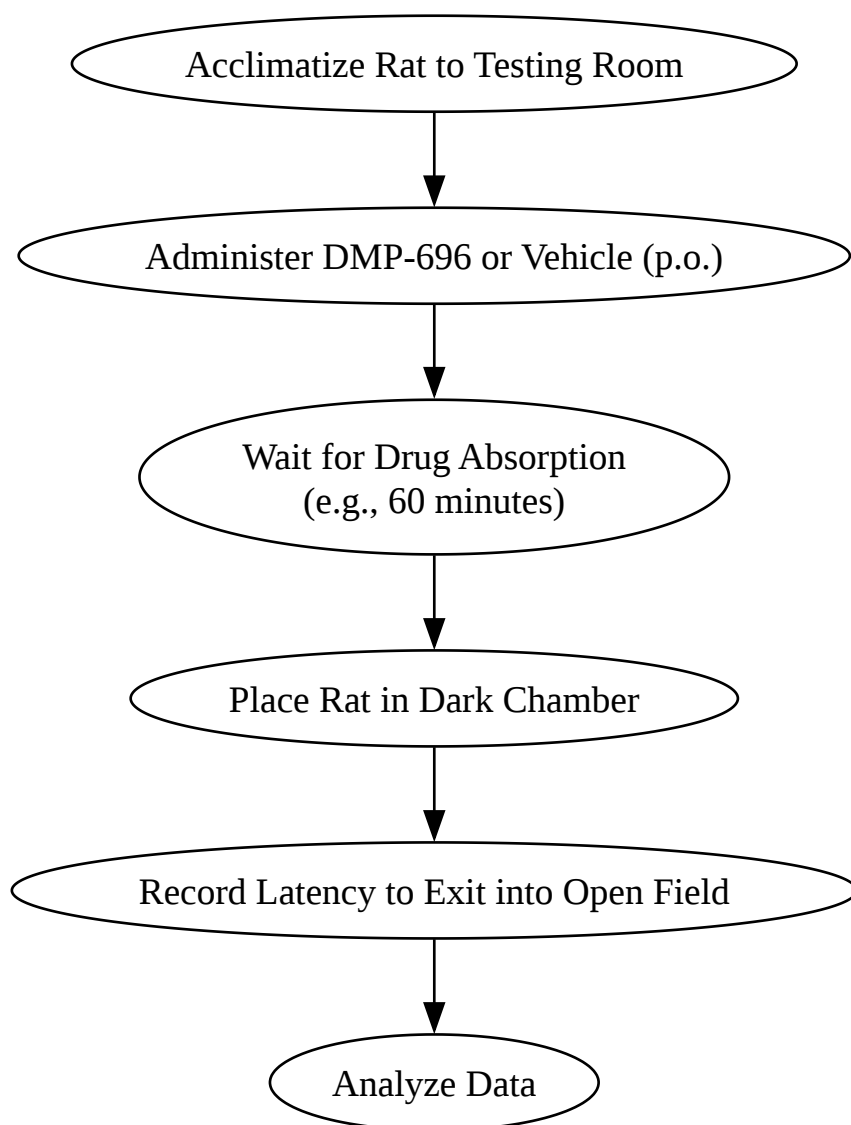 Acclimatize Rat to Testing Room
Administer DMP-696 or Vehicle (p.o.)
Wait for Drug Absorption
(e.g., 60 minutes)
Place Rat in Dark Chamber
Record Latency to Exit into Open Field
Analyze Data